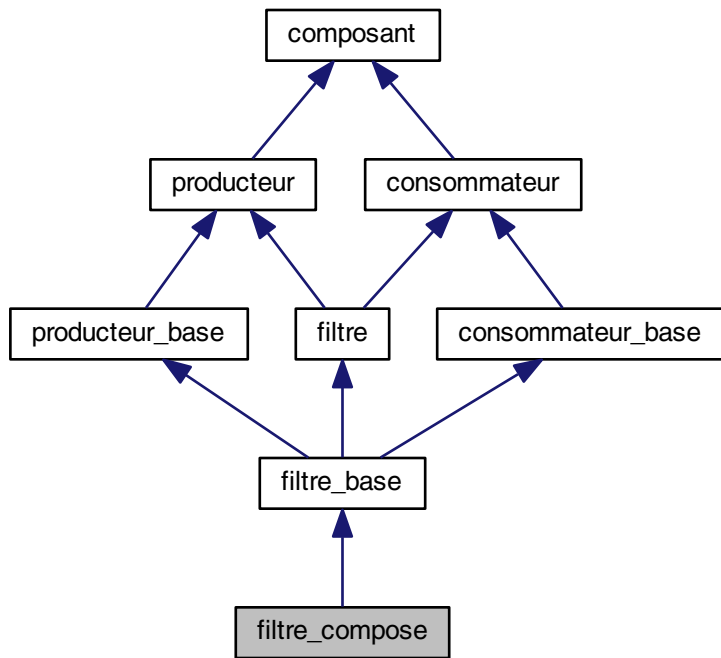 composant
producteur
consommateur
producteur_base
filtre
consommateur_base
filtre_base
filtre_compose